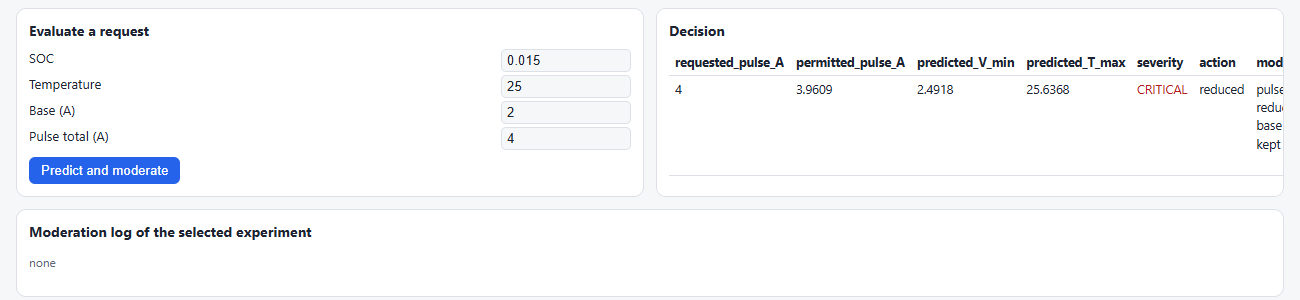 Evaluate a request
SOC
0.015
Temperature
25
Base (A)
2
Pulse total (A)
4
Predict and moderate
Decision
requested_pulse_A permitted_pulse_A predicted_V_min predicted_T_max severity action mod
4 3.9609 2.4918 25.6368 CRITICAL reduced pulse
redu
base
kept
Moderation log of the selected experiment
none